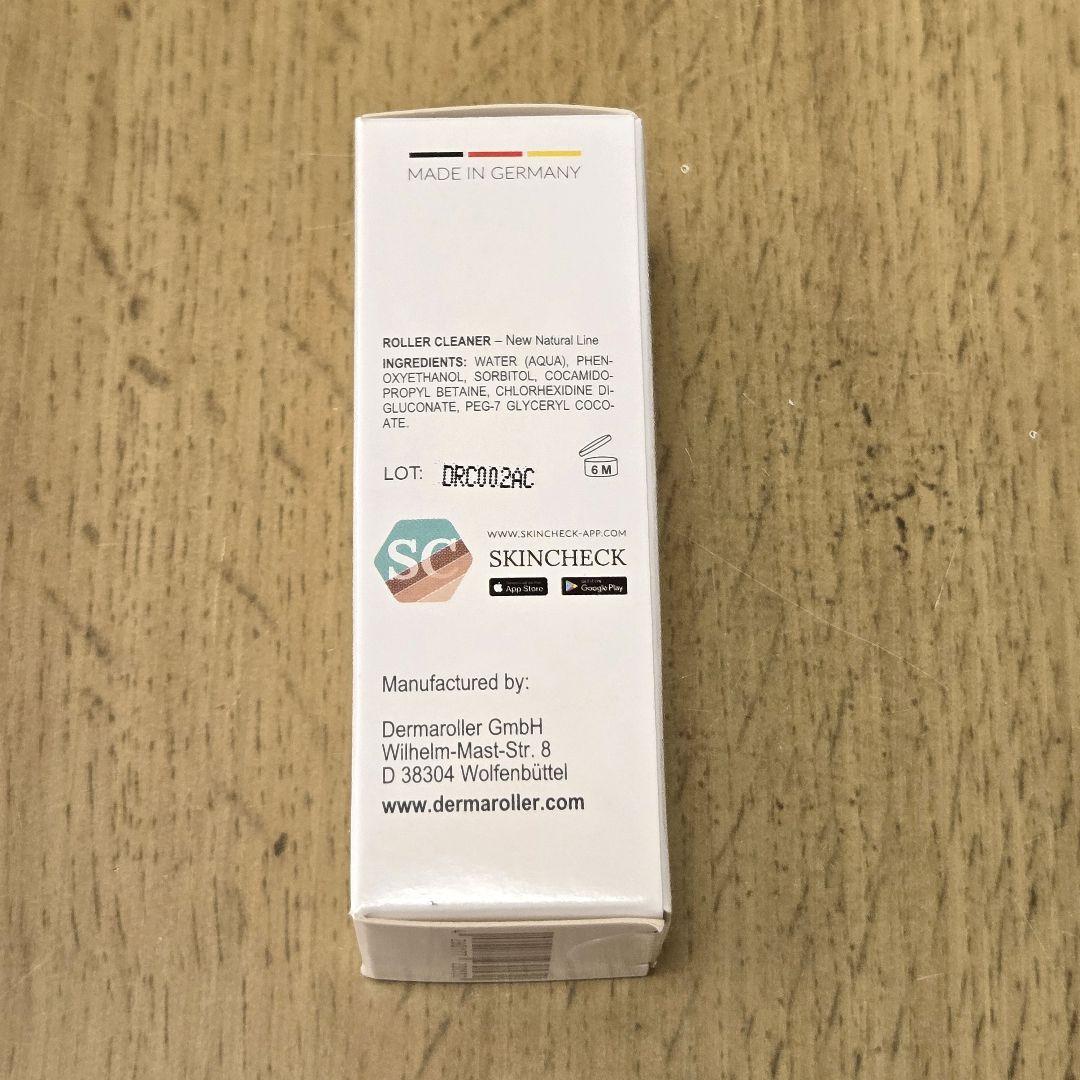 MADE IN GERMANY
ROLLER CLEANER – New Natural Line
INGREDIENTS: WATER (AQUA), PHEN-
OXYETHANOL, SORBITOL, COCAMIDO-
PROPYL BETAINE, CHLORHEXIDINE DI-
GLUCONATE, PEG-7 GLYCERYL COCO-
ATE.
6 M
LOT: DRC002AC
WWW.SKINCHECK-APP.COM
SC SKINCHECK
App Store Google Play
Manufactured by:
Dermaroller GmbH
Wilhelm-Mast-Str. 8
D 38304 Wolfenbüttel
www.dermaroller.com